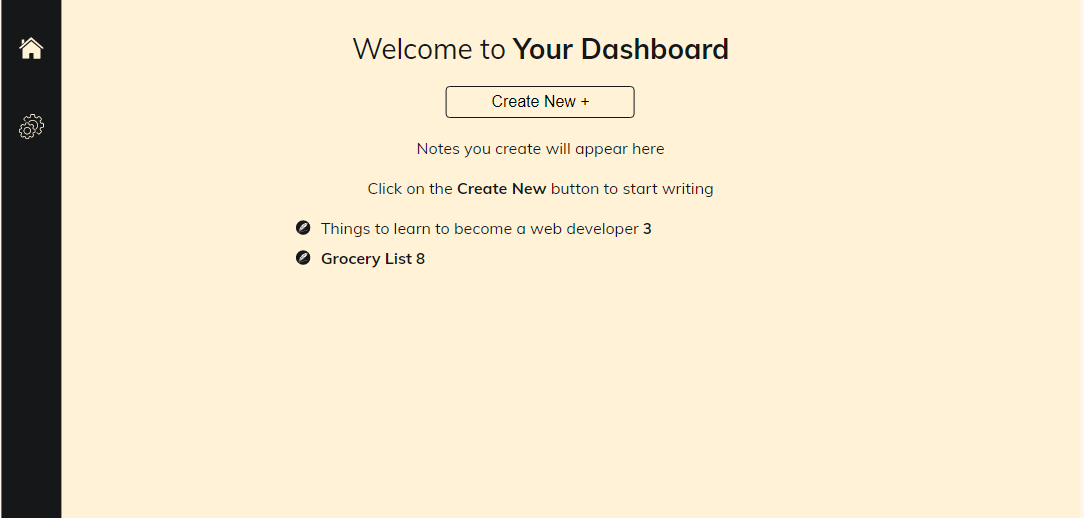 Welcome to Your Dashboard
Create New +
Notes you create will appear here
Click on the Create New button to start writing
Things to learn to become a web developer 3
Grocery List 8